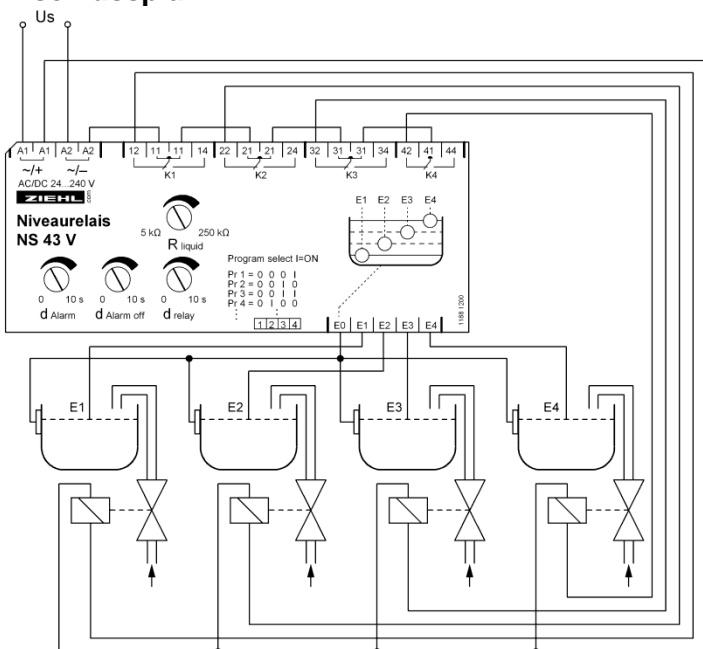 Us
A1 A1 A2 A2 12 11 11 14 22 21 21 24 32 31 31 34 42 41 44
~/+ ~/– K1 K2 K3 K4
AC/DC 24...240 V
ZIEHL.com
Niveaurelais
NS 43 V
5 kΩ 250 kΩ
R liquid
E1 E2 E3 E4
Program select I=ON
Pr 1 = 0 0 0 I
Pr 2 = 0 0 I 0
Pr 3 = 0 0 I I
Pr 4 = 0 I 0 0
1 2 3 4
0 10 s 0 10 s 0 10 s
d Alarm d Alarm off d relay
E0 E1 E2 E3 E4
1188 I 200
E1 E2 E3 E4